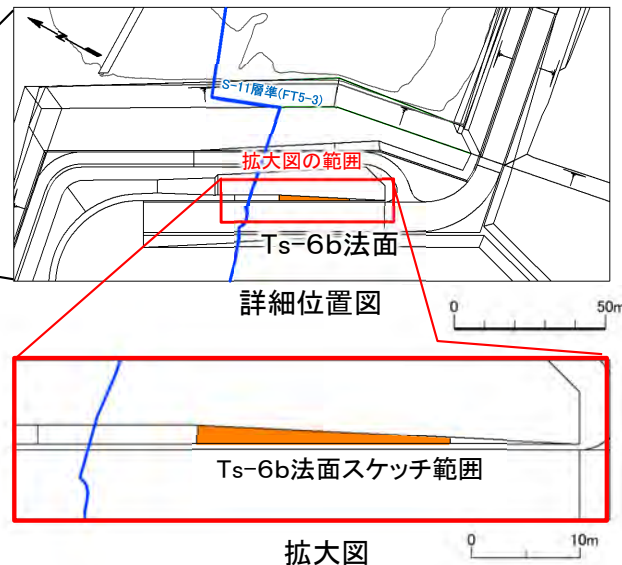 N
S-11層準(FT5-3)
拡大図の範囲
Ts-6b法面
詳細位置図
0 50m
Ts-6b法面スケッチ範囲
拡大図
0 10m